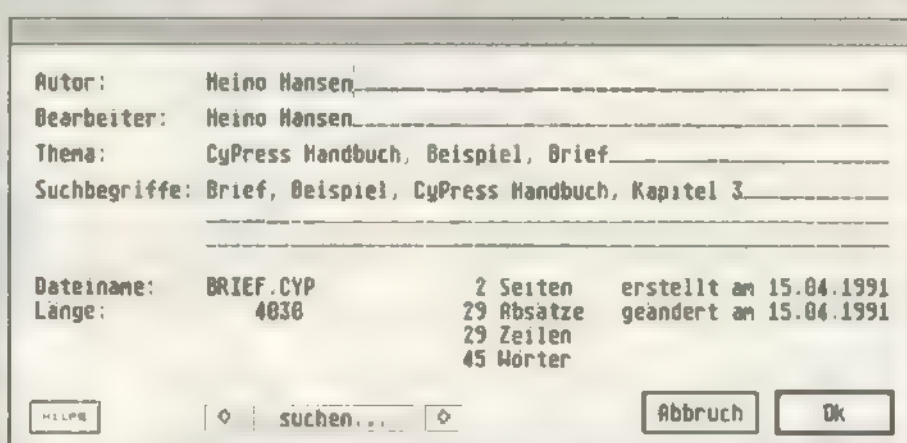 Autor: Heino Hansen
Bearbeiter: Heino Hansen
Thema: CyPress Handbuch, Beispiel, Brief
Suchbegriffe: Brief, Beispiel, CyPress Handbuch, Kapitel 3
Dateiname: BRIEF.CYP 2 Seiten erstellt am 15.04.1991
Länge: 4030 29 Absätze geändert am 15.04.1991
29 Zeilen
45 Wörter
HILFE suchen... Abbruch Ok